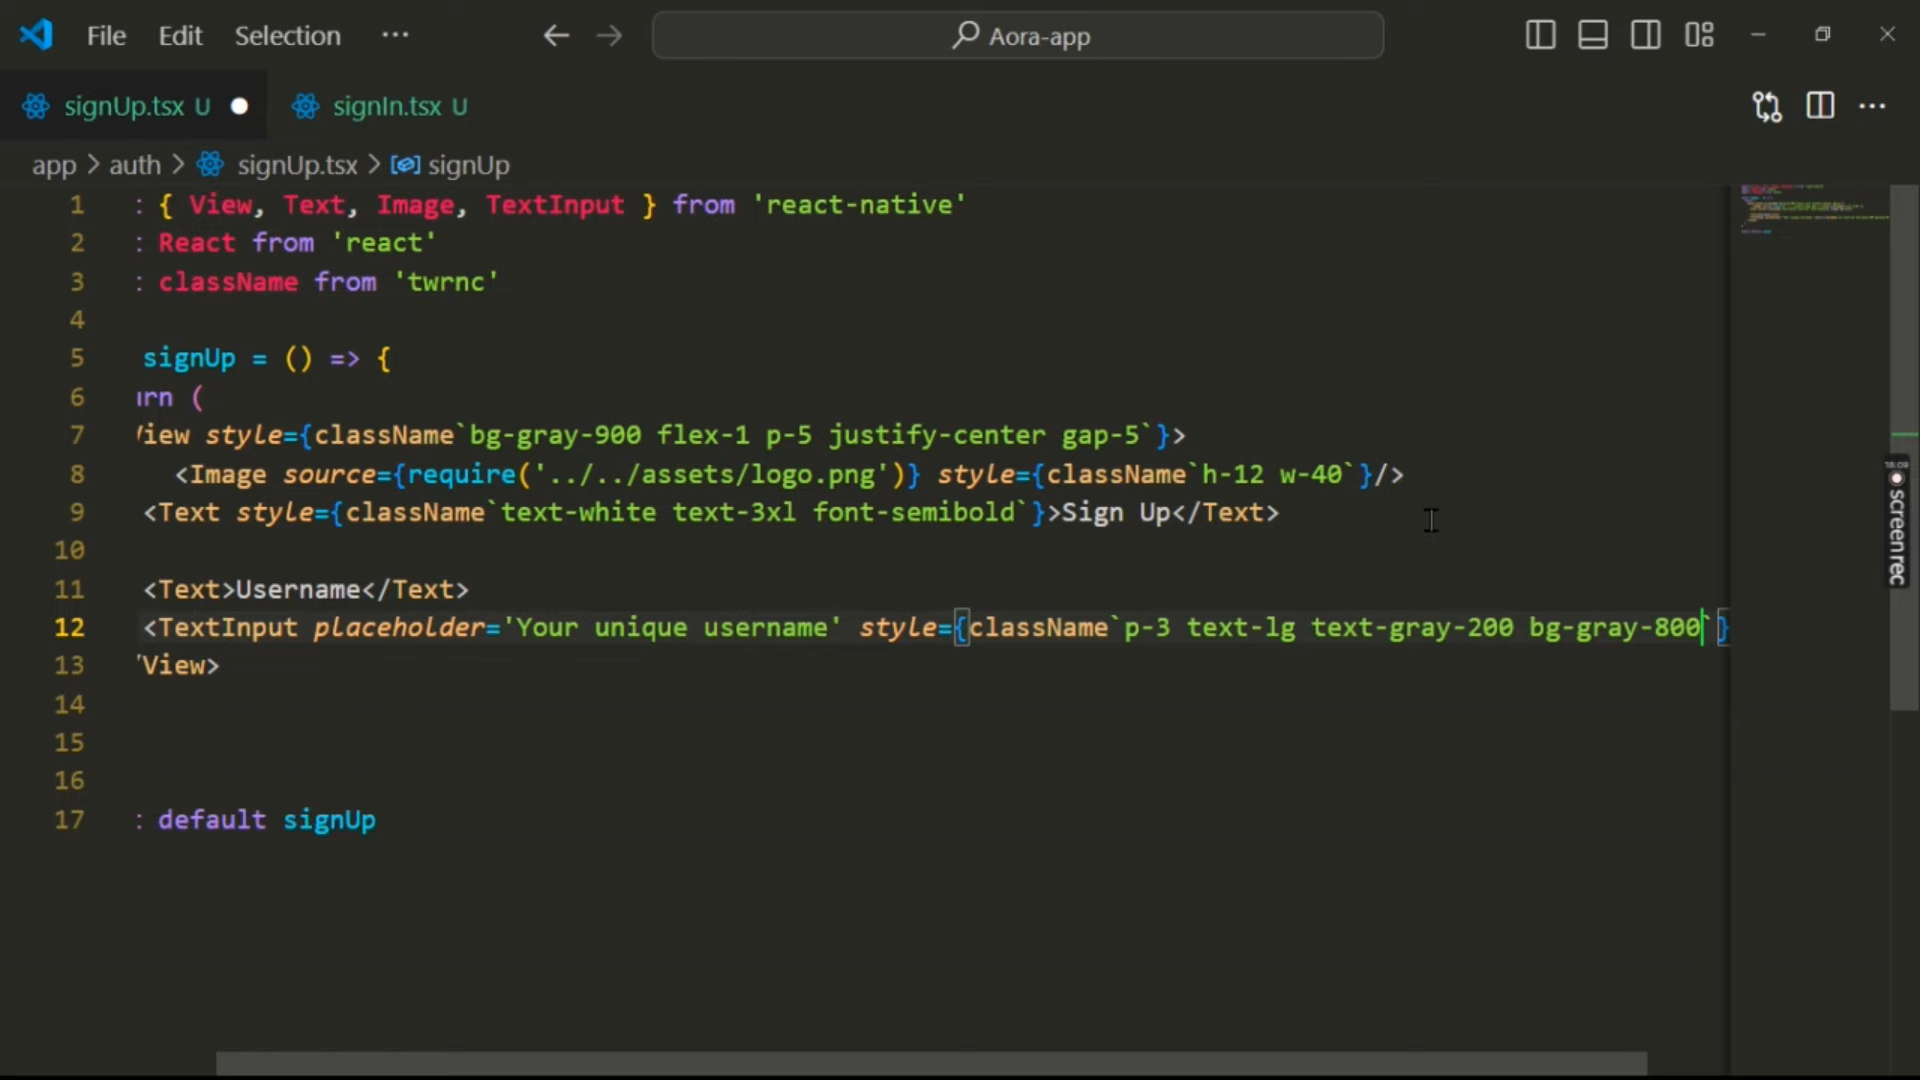 File Edit Selection ··· Aora-app
signUp.tsx U signIn.tsx U
app > auth > signUp.tsx > signUp
1 : { View, Text, Image, TextInput } from 'react-native'
2 : React from 'react'
3 : className from 'twrnc'
4
5 signUp = () => {
6 urn (
7 View style={className`bg-gray-900 flex-1 p-5 justify-center gap-5`}>
8 <Image source={require('../../assets/logo.png')} style={className`h-12 w-40`}/>
9 <Text style={className`text-white text-3xl font-semibold`}>Sign Up</Text>
10
11 <Text>Username</Text>
12 <TextInput placeholder='Your unique username' style={className`p-3 text-lg text-gray-200 bg-gray-800`}
13 /View>
14
15
16
17 : default signUp
screenrec